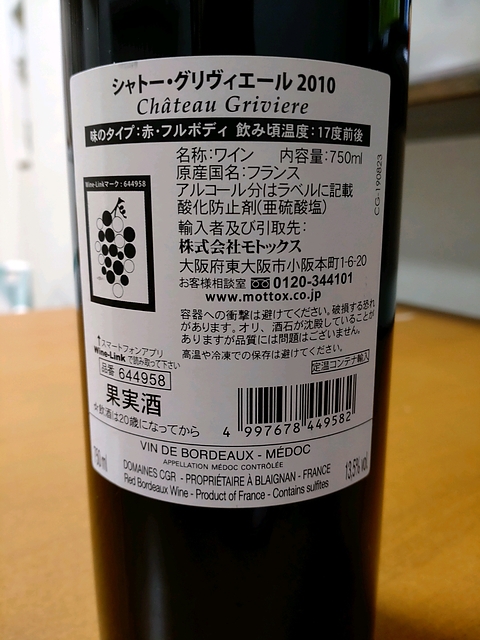 シャトー・グリヴィエール 2010
Château Griviere
味のタイプ：赤・フルボディ 飲み頃温度：17度前後
Wine-Linkマーク：644958
名称：ワイン 内容量：750ml
原産国名：フランス
アルコール分はラベルに記載
酸化防止剤(亜硫酸塩)
輸入者相談及び引取先：
株式会社モトックス
大阪府東大阪市小阪本町1-6-20
お客様相談室 0120-344101
www.mottox.co.jp
CG-190823
容器への衝撃は避けてください。破損する恐れ
があります。オリ、酒石が沈殿していることが
ありますが品質には問題はございません。
高温や冷凍での保存は避けてください。
定温コンテナ輸入
↑スマートフォンアプリ
Wine-Linkで読み取って下さい
品番 644958
果実酒
☆飲酒は20歳になってから
4 997678 449582
VIN DE BORDEAUX - MÉDOC
APPELLATION MÉDOC CONTRÔLÉE
750ml
DOMAINES CGR - PROPRIÉTAIRE À BLAIGNAN - FRANCE
13,5% vol
Red Bordeaux Wine - Product of France - Contains sulfites